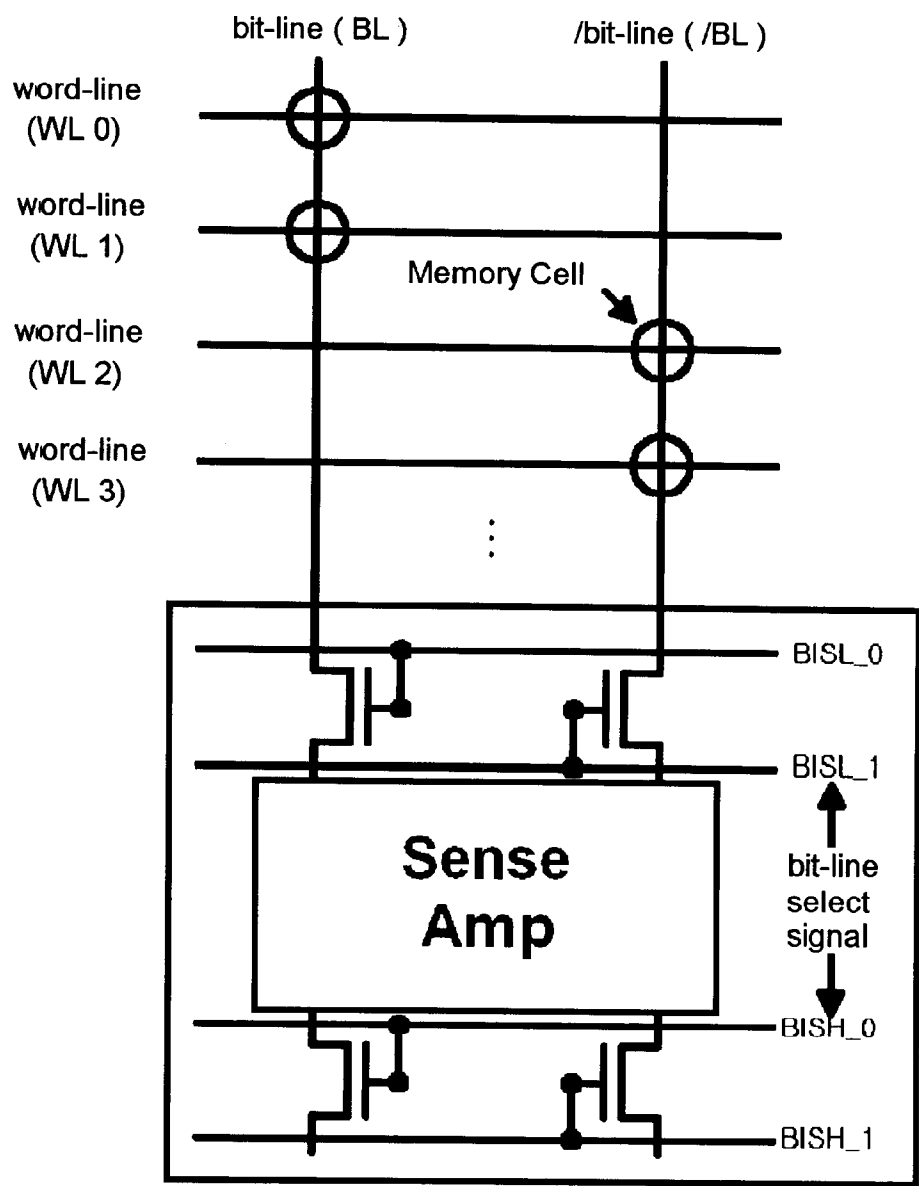 bit-line ( BL )
/bit-line ( /BL )
word-line
(WL 0)
word-line
(WL 1)
Memory Cell
word-line
(WL 2)
word-line
(WL 3)
BISL_0
BISL_1
Sense
Amp
bit-line
select
signal
BISH_0
BISH_1